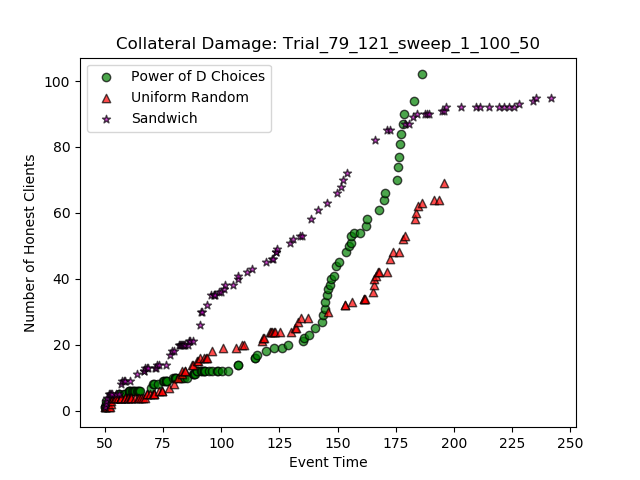 Collateral Damage: Trial_79_121_sweep_1_100_50
Power of D Choices
Uniform Random
Sandwich
Number of Honest Clients
100
80
60
40
20
0
50
75
100
125
150
175
200
225
250
Event Time